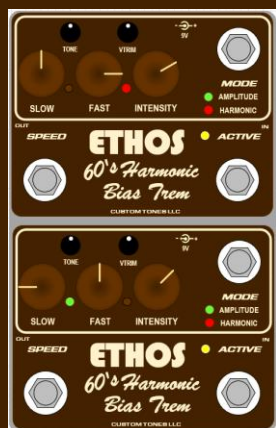 TONE VTRIM 9V
SLOW FAST INTENSITY
MODE
AMPLITUDE
HARMONIC
OUT IN
SPEED ETHOS ACTIVE
60's Harmonic
Bias Trem
CUSTOM TONES LLC
TONE VTRIM 9V
SLOW FAST INTENSITY
MODE
AMPLITUDE
HARMONIC
OUT IN
SPEED ETHOS ACTIVE
60's Harmonic
Bias Trem
CUSTOM TONES LLC